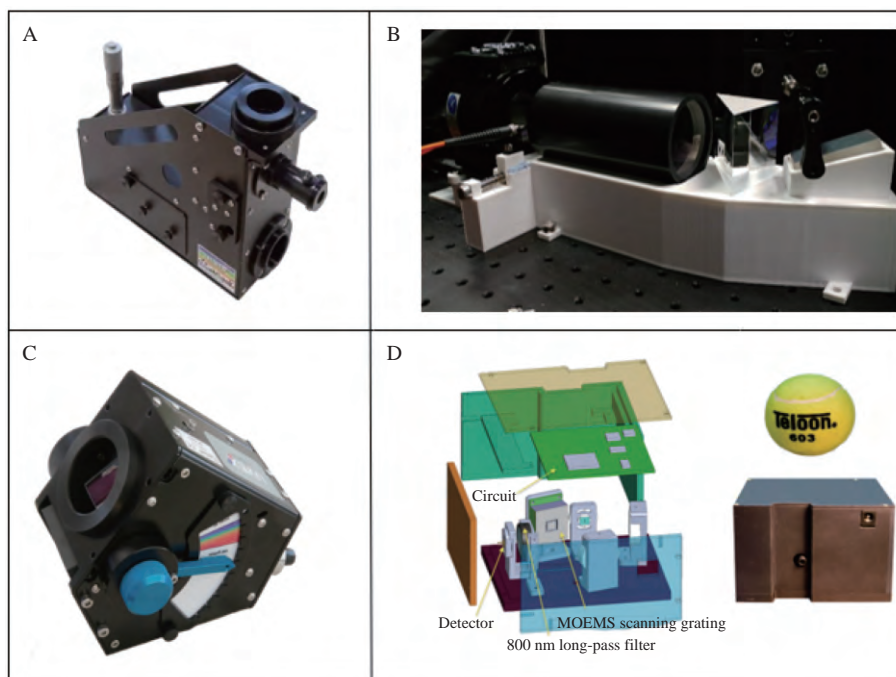 A
B
C
D
Circuit
Detector
MOEMS scanning grating
800 nm long-pass filter
Teloon.
603